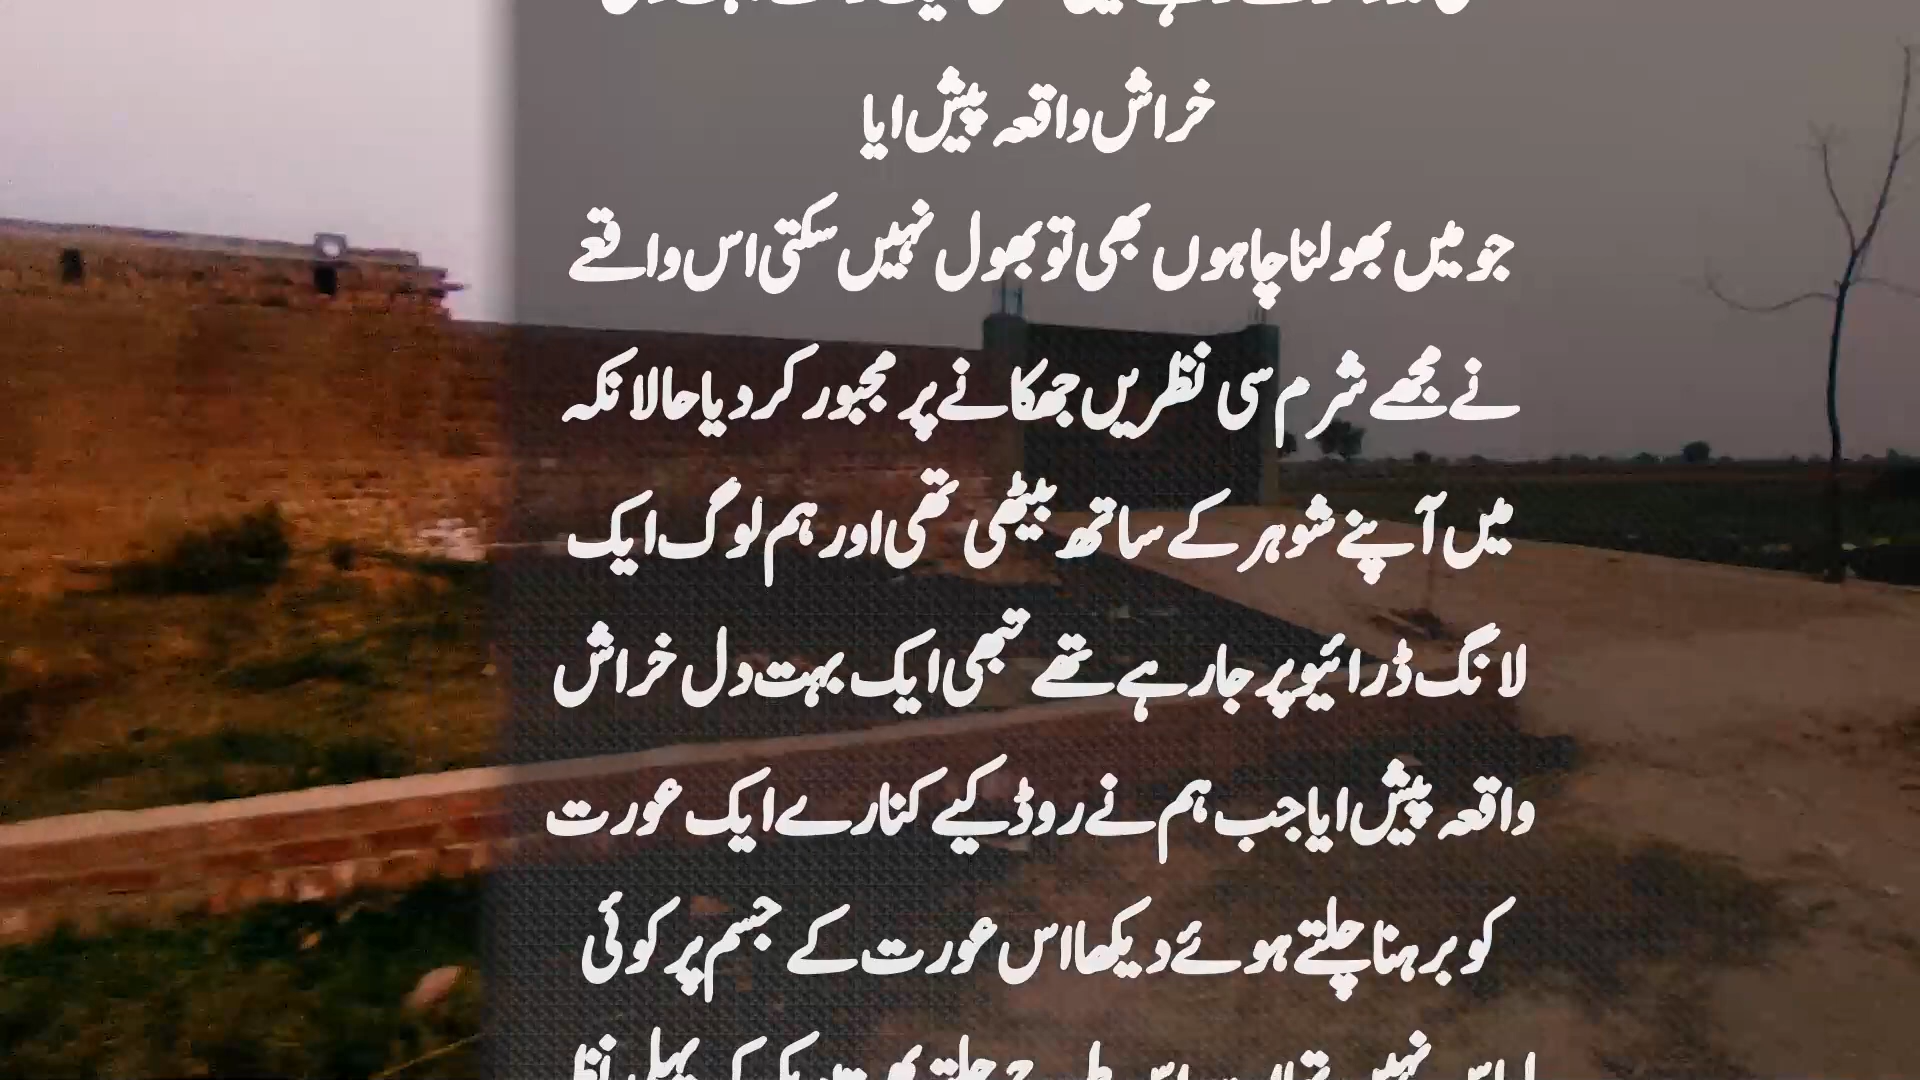 خراش واقعہ پیش ایا
جو میں بھولنا چاہوں بھی تو بھول نہیں سکتی اس واقعے
نے مجھے شرم سی نظریں جھکانے پر مجبور کر دیا حالانکہ
میں آپنے شوہر کے ساتھ بیٹھی تھی اور ہم لوگ ایک
لانگ ڈرائیو پر جا رہے تھے تبھی ایک بہت دل خراش
واقعہ پیش ایا جب ہم نے روڈ کیے کنارے ایک عورت
کو برہنا چلتے ہوئے دیکھا اس عورت کے جسم پر کوئی